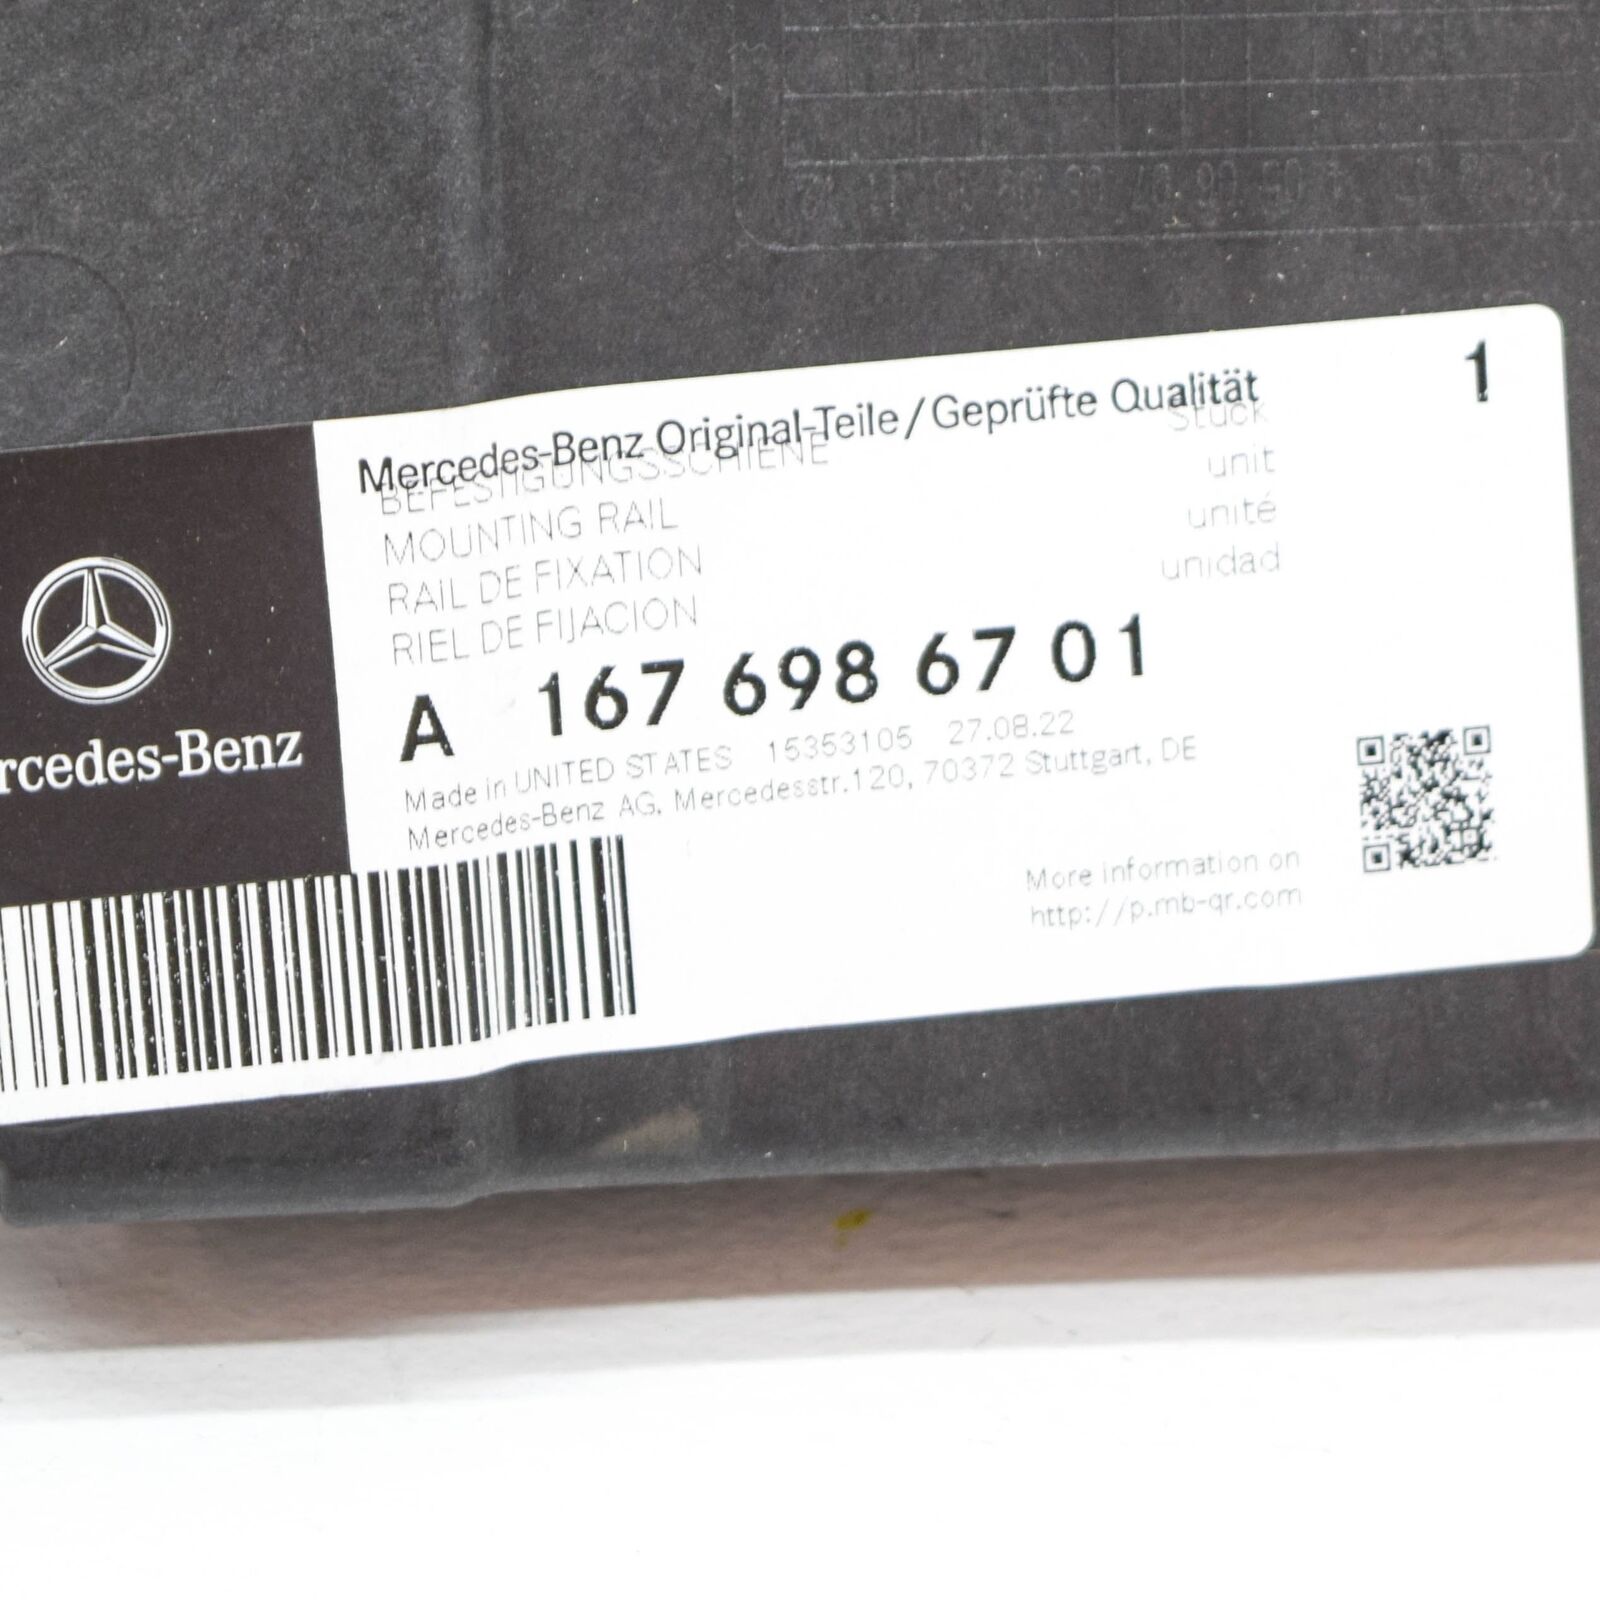 Mercedes-Benz Original-Teile/Geprüfte Qualität
1
BEFESTIGUNGSSCHIENE
Stück
MOUNTING RAIL
unit
RAIL DE FIXATION
unité
RIEL DE FIJACION
unidad
A 167 698 67 01
Made in UNITED STATES 15353105 27.08.22
Mercedes-Benz AG, Mercedesstr.120, 70372 Stuttgart, DE
rcedes-Benz
More information on
http://p.mb-qr.com